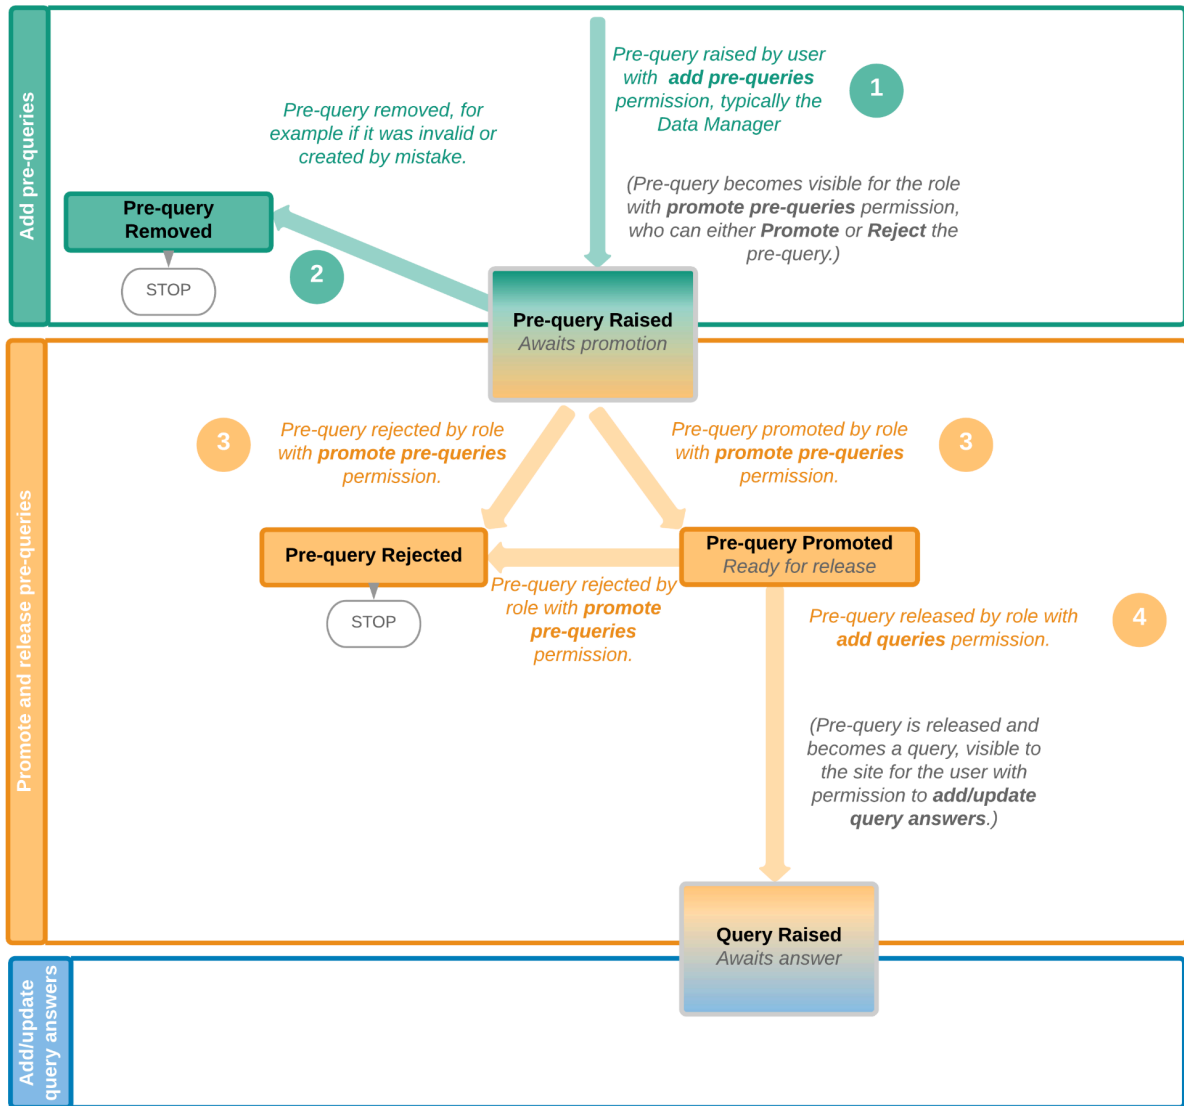 Add pre-queries
Pre-query raised by user
with add pre-queries
permission, typically the
Data Manager
1
Pre-query removed, for
example if it was invalid or
created by mistake.
(Pre-query becomes visible for the role
with promote pre-queries permission,
who can either Promote or Reject the
pre-query.)
Pre-query
Removed
STOP
2
Pre-query Raised
Awaits promotion
Promote and release pre-queries
3
Pre-query rejected by role
with promote pre-queries
permission.
Pre-query promoted by role
with promote pre-queries
permission.
3
Pre-query Rejected
STOP
Pre-query Promoted
Ready for release
Pre-query rejected by
role with promote
pre-queries
permission.
Pre-query released by role with
add queries permission.
4
(Pre-query is released and
becomes a query, visible to
the site for the user with
permission to add/update
query answers.)
Query Raised
Awaits answer
Add/update
query answers